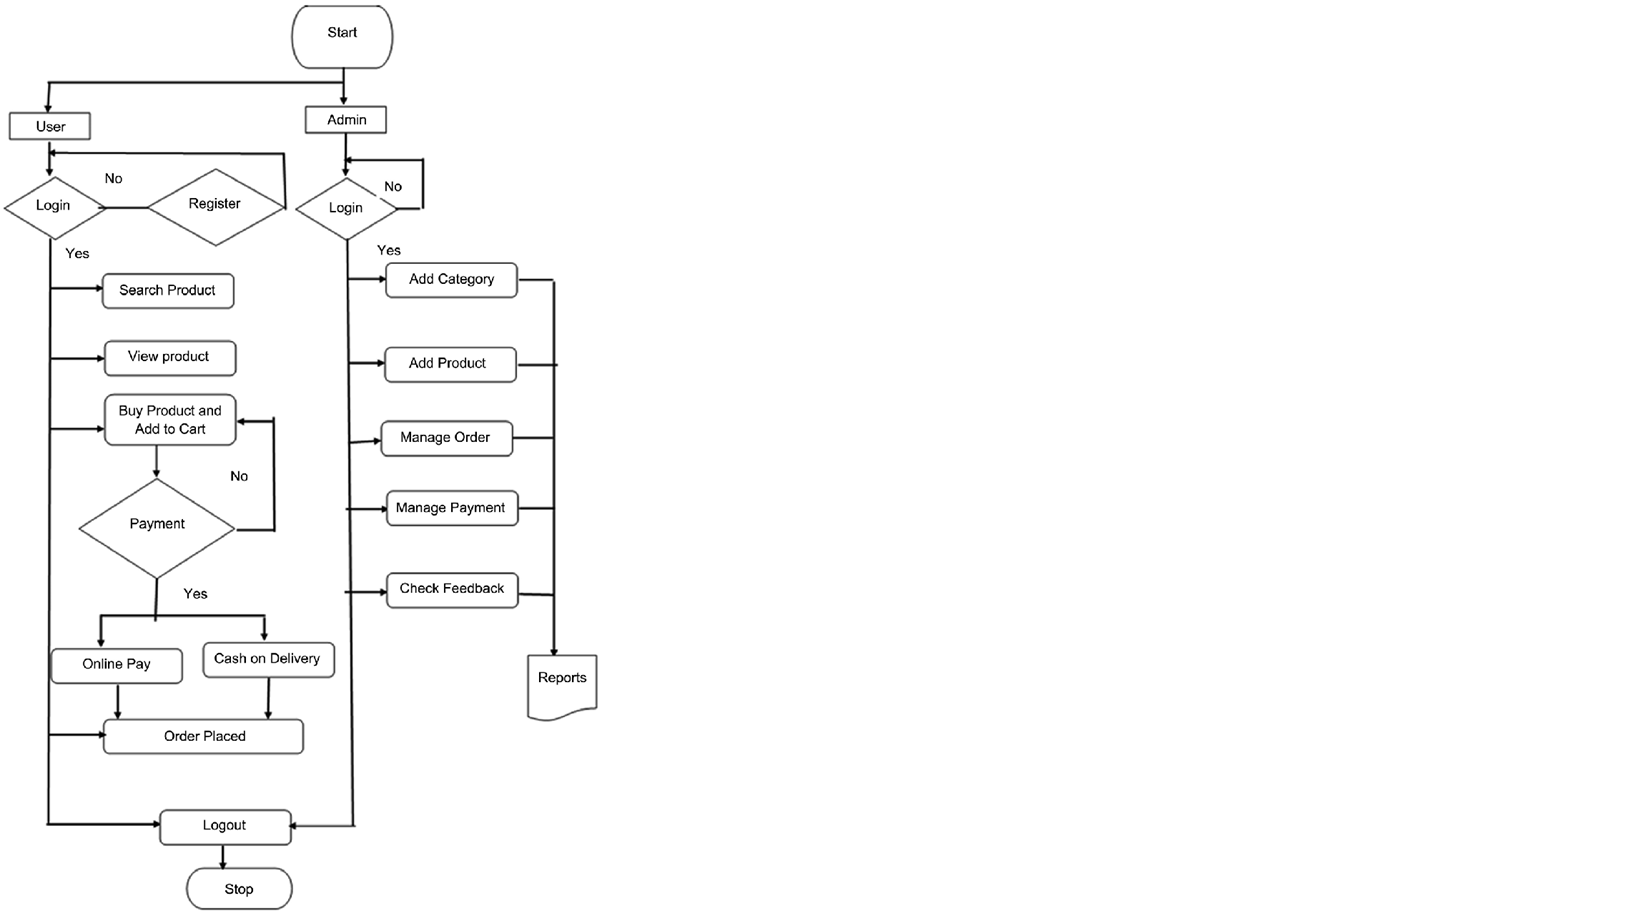 Start
User
Admin
No
No
Login
Register
Login
Yes
Yes
Search Product
Add Category
View product
Add Product
Buy Product and
Add to Cart
Manage Order
No
Payment
Manage Payment
Yes
Check Feedback
Online Pay
Cash on Delivery
Reports
Order Placed
Logout
Stop